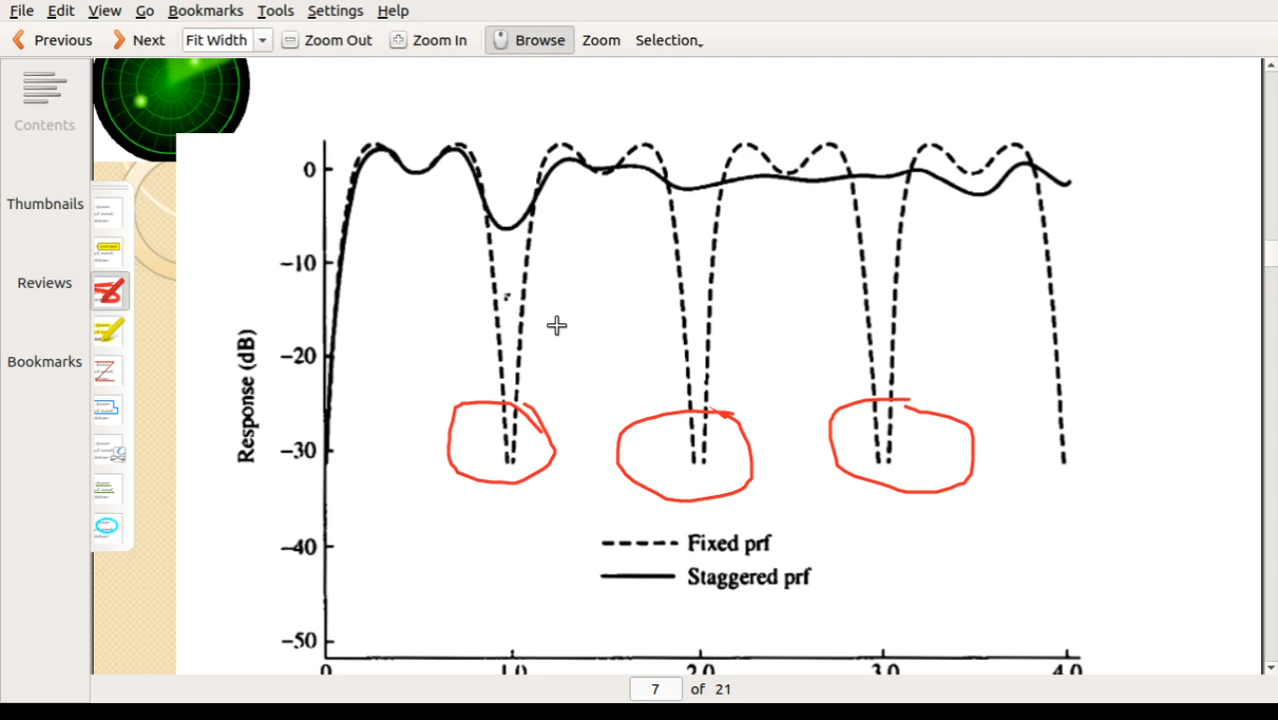 File Edit View Go Bookmarks Tools Settings Help
Previous Next Fit Width Zoom Out Zoom In Browse Zoom Selection
Contents
Thumbnails
Reviews
Bookmarks
Response (dB)
0
-10
-20
-30
-40
-50
Fixed prf
Staggered prf
0 1.0 2.0 3.0 4.0
7 of 21